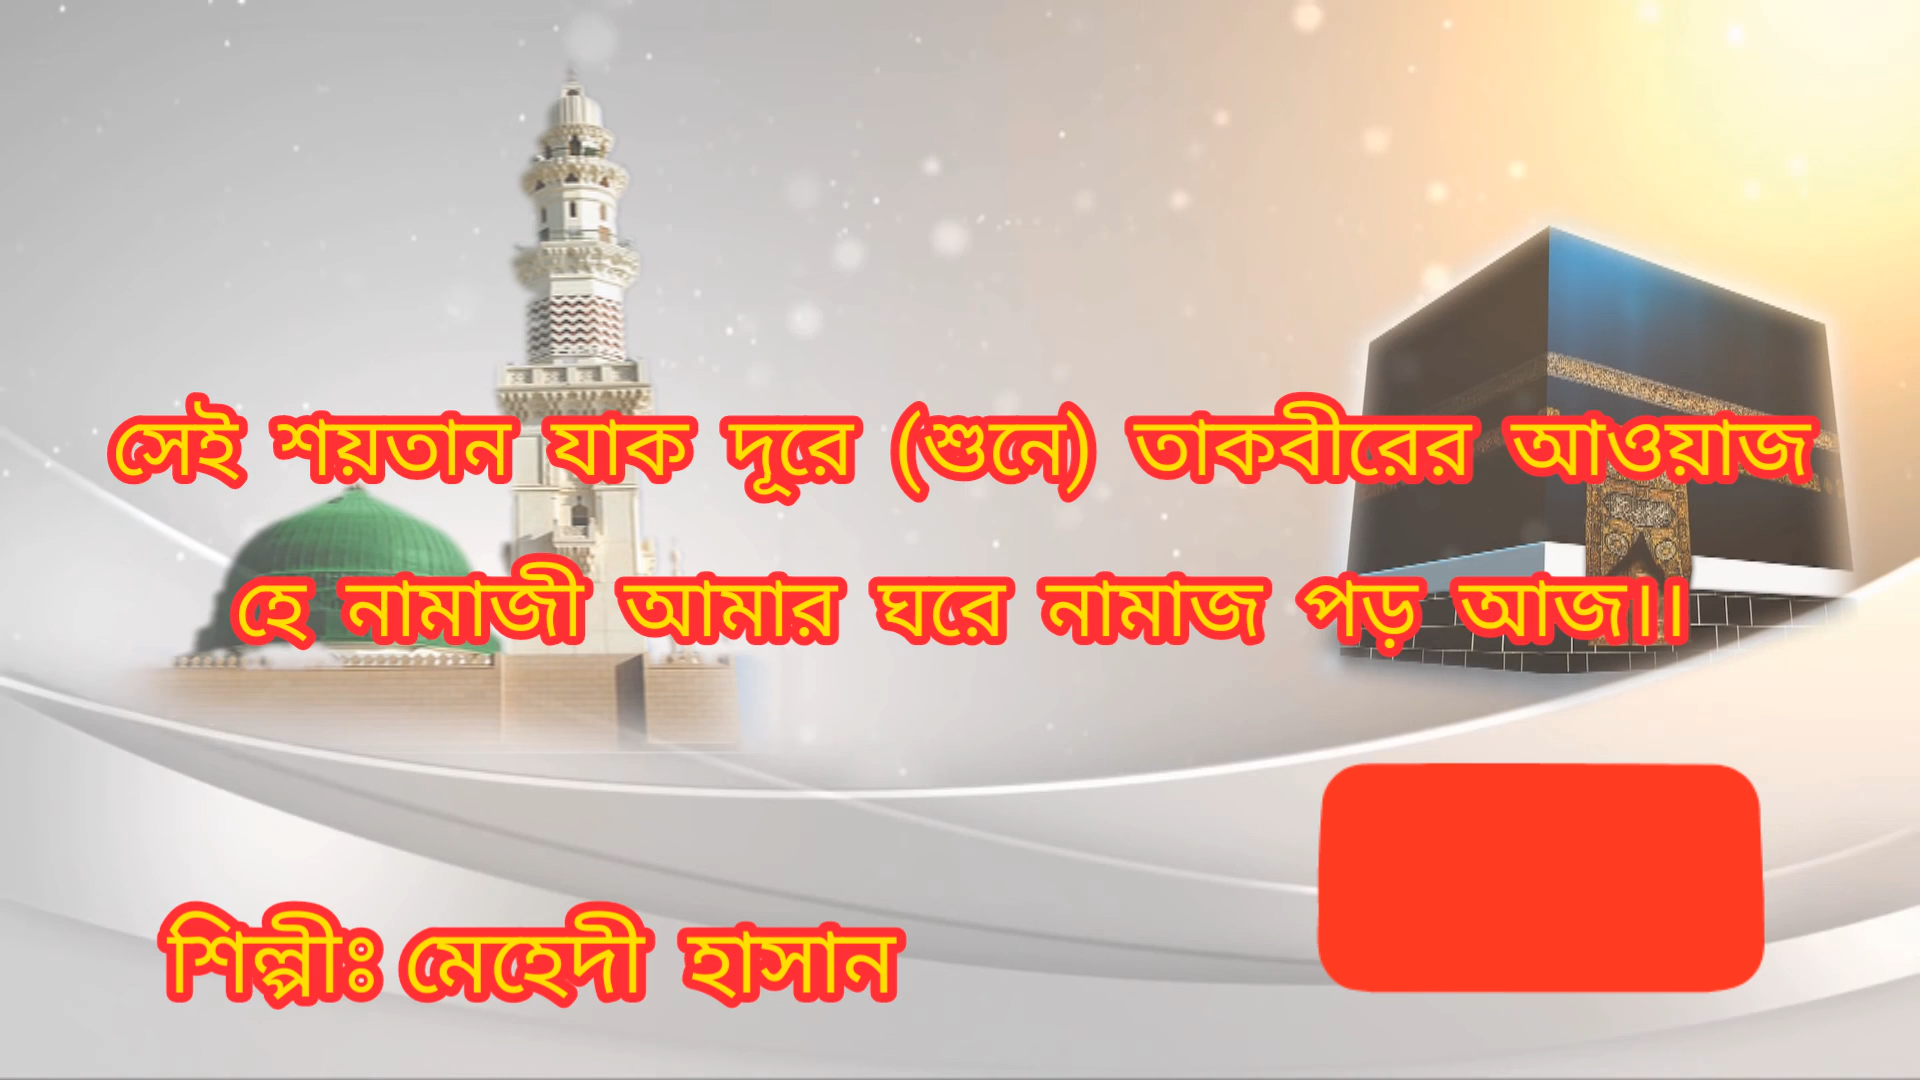 সেই শয়তান যাক দূরে (শুনে) তাকবীরের আওয়াজ
হে নামাজী আমার ঘরে নামাজ পড় আজ।।
শিল্পীঃ মেহেদী হাসান